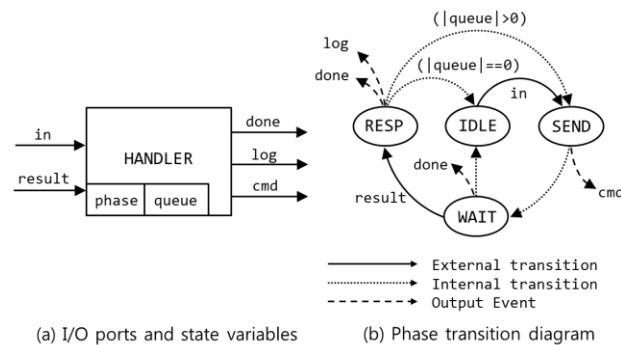 in
result
HANDLER
phase
queue
done
log
cmd
(a) I/O ports and state variables
(|queue|>0)
log
(|queue|==0)
done
in
RESP
IDLE
SEND
done
result
cmd
WAIT
External transition
Internal transition
Output Event
(b) Phase transition diagram